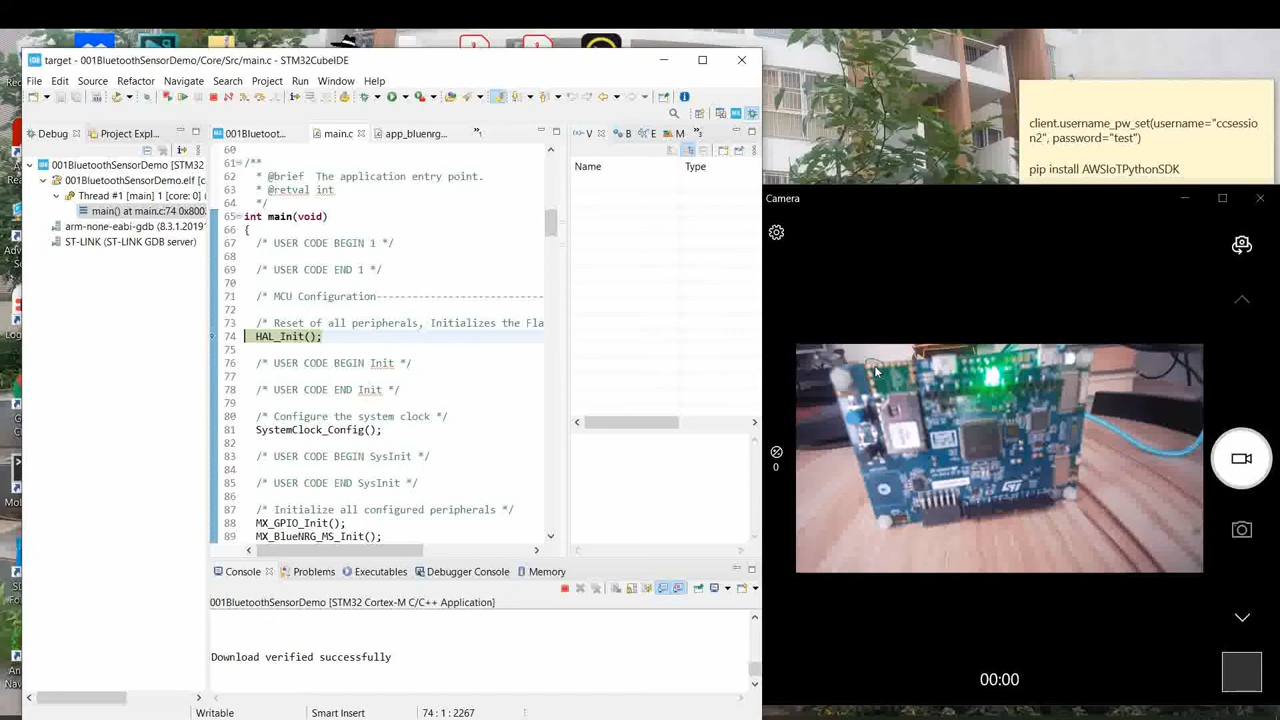 target - 001BluetoothSensorDemo/Core/Src/main.c - STM32CubeIDE
File Edit Source Refactor Navigate Search Project Run Window Help
Debug
Project Expl...
001BluetoothSensorDemo [STM32
001BluetoothSensorDemo.elf [c
Thread #1 [main] 1 [core: 0]
main() at main.c:74 0x800
arm-none-eabi-gdb (8.3.1.2019
ST-LINK (ST-LINK GDB server)
001Bluetoot...
main.c
app_bluenrg...
60
61 /**
62 * @brief The application entry point.
63 * @retval int
64 */
65 int main(void)
66 {
67 /* USER CODE BEGIN 1 */
68
69 /* USER CODE END 1 */
70
71 /* MCU Configuration-------------------------
72
73 /* Reset of all peripherals, Initializes the Fla
74 HAL_Init();
75
76 /* USER CODE BEGIN Init */
77
78 /* USER CODE END Init */
79
80 /* Configure the system clock */
81 SystemClock_Config();
82
83 /* USER CODE BEGIN SysInit */
84
85 /* USER CODE END SysInit */
86
87 /* Initialize all configured peripherals */
88 MX_GPIO_Init();
89 MX_BlueNRG_MS_Init();
V
B
E
M
Name Type
Console
Problems
Executables
Debugger Console
Memory
001BluetoothSensorDemo [STM32 Cortex-M C/C++ Application]
Download verified successfully
Writable
Smart Insert
74 : 1 : 2267
client.username_pw_set(username="ccsessio
n2", password="test")
pip install AWSIoTPythonSDK
Camera
0
ST
00:00